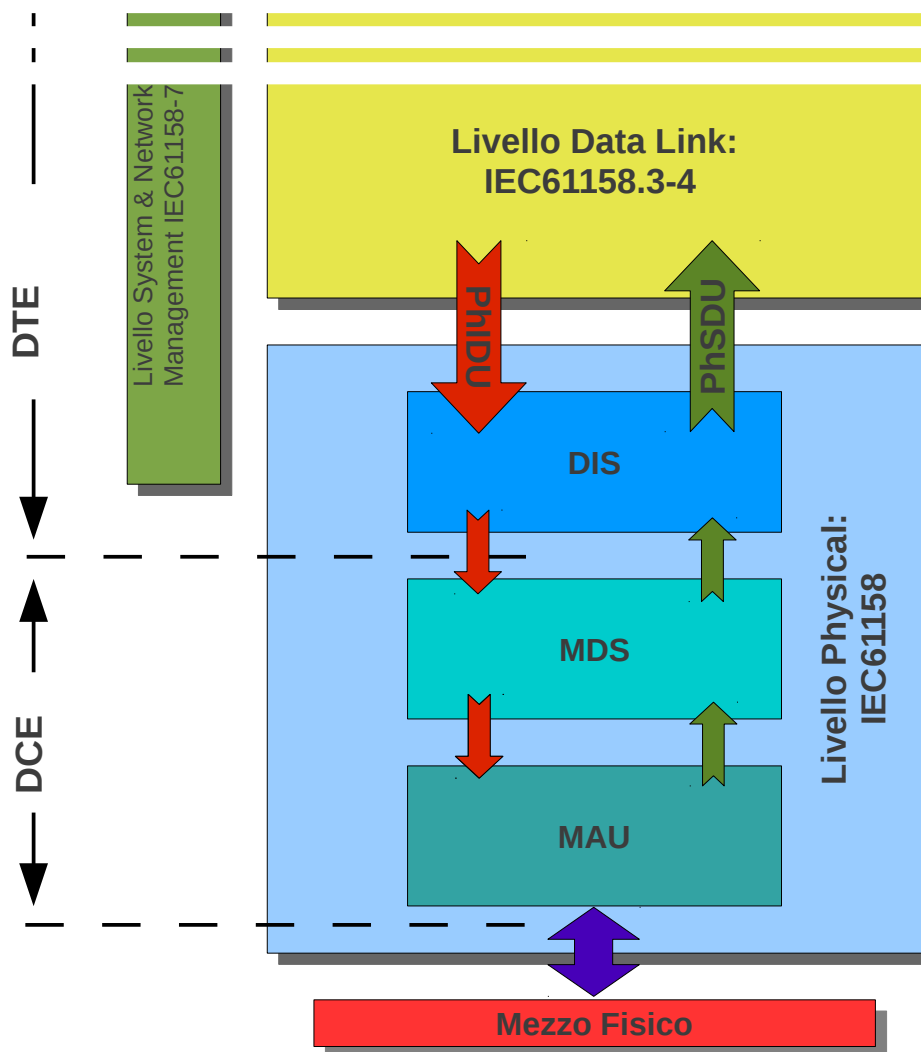 Livello System & Network
Management IEC61158-7
Livello Data Link:
IEC61158.3-4
DTE
PhIDU
PhSDU
DIS
MDS
Livello Physical:
IEC61158
DCE
MAU
Mezzo Fisico